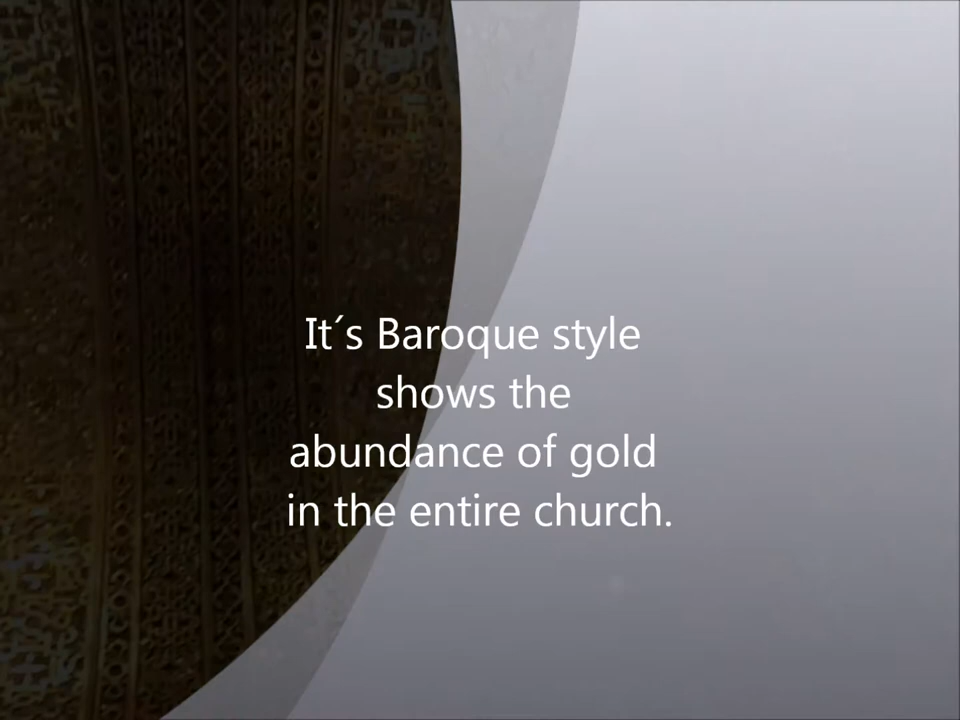 It´s Baroque style
shows the
abundance of gold
in the entire church.